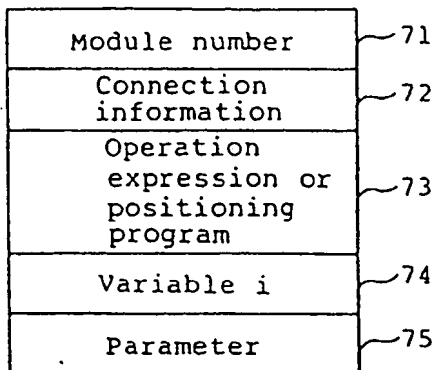 Module number 71
Connection
information 72
Operation
expression or
positioning
program 73
Variable i 74
Parameter 75